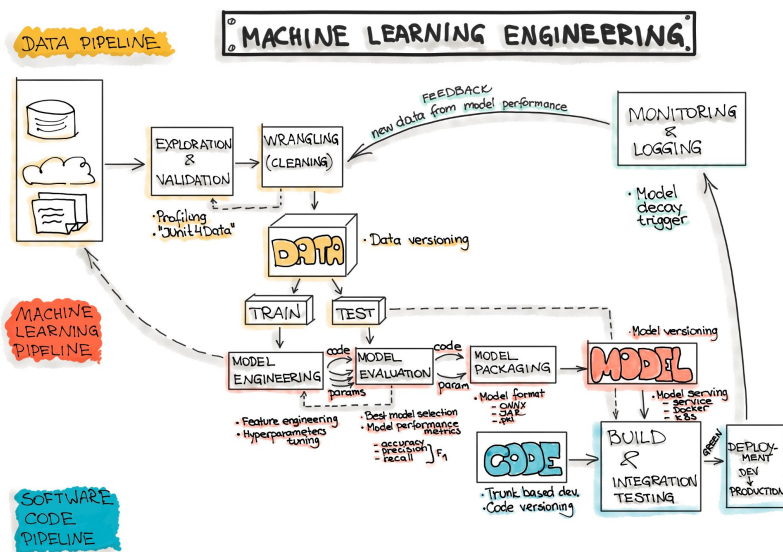 DATA PIPELINE
MACHINE LEARNING ENGINEERING
EXPLORATION
&
VALIDATION
WRANGLING
(CLEANING)
FEEDBACK
new data from model performance
MONITORING
&
LOGGING
• Profiling
• "JUnit4Data"
DATA
• Data versioning
• Model
decay
trigger
MACHINE
LEARNING
PIPELINE
TRAIN
TEST
MODEL
ENGINEERING
code
params
MODEL
EVALUATION
code
param
MODEL
PACKAGING
• Model versioning
MODEL
• Feature engineering
• Hyperparameters
tuning
• Best model selection
• Model performance
metrics
- accuracy
- precision
- recall
F1
• Model format
- ONNX
- JAR
- .pkl
• Model serving
- service
- Docker
- K8S
CODE
• Trunk based dev.
• Code versioning
BUILD
&
INTEGRATION
TESTING
GREEN
DEPLOY-
MENT
DEV
PRODUCTION
SOFTWARE
CODE
PIPELINE